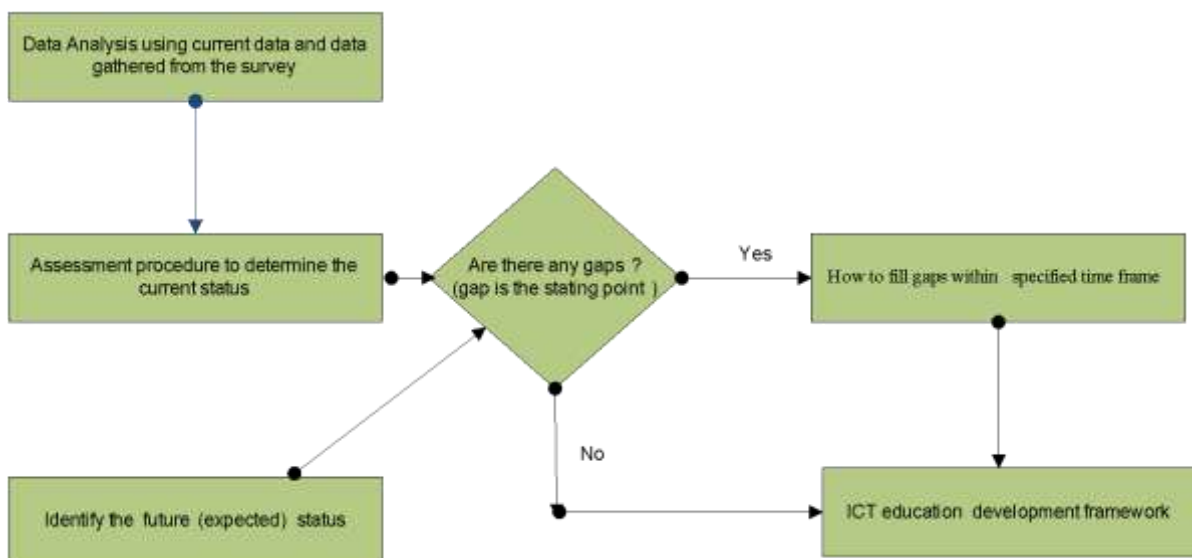 Data Analysis using current data and data
gathered from the survey
Assessment procedure to determine the
current status
Are there any gaps ?
(gap is the stating point )
Yes
How to fill gaps within specified time frame
No
Identify the future (expected) status
ICT education development framework